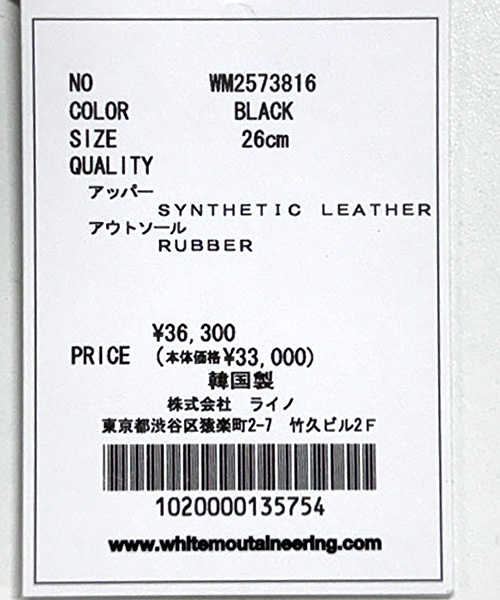 NO WM2573816
COLOR BLACK
SIZE 26cm
QUALITY
アッパー
SYNTHETIC LEATHER
アウトソール
RUBBER
¥36,300
PRICE (本体価格¥33,000)
韓国製
株式会社 ライノ
東京都渋谷区猿楽町2-7 竹久ビル2F
1020000135754
www.whitemoutaineering.com